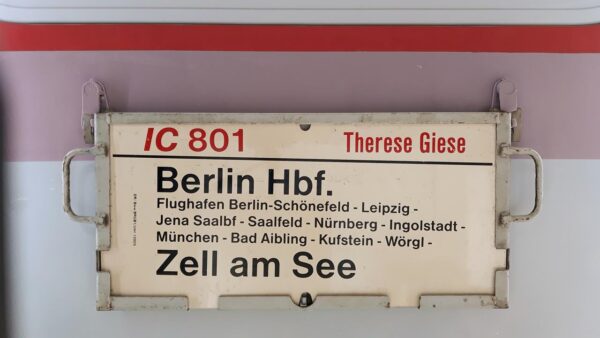 IC 801 Therese Giese
Berlin Hbf.
Flughafen Berlin-Schönefeld - Leipzig -
Jena Saalbf - Saalfeld - Nürnberg - Ingolstadt -
München - Bad Aibling - Kufstein - Wörgl -
Zell am See